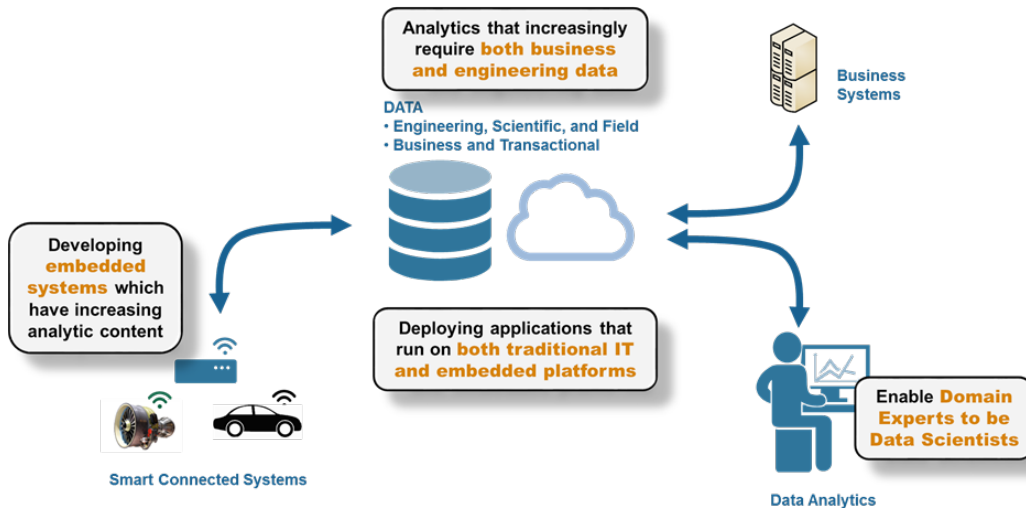 Analytics that increasingly
require both business
and engineering data
DATA
• Engineering, Scientific, and Field
• Business and Transactional
Business
Systems
Developing
embedded
systems which
have increasing
analytic content
Deploying applications that
run on both traditional IT
and embedded platforms
Enable Domain
Experts to be
Data Scientists
Smart Connected Systems
Data Analytics